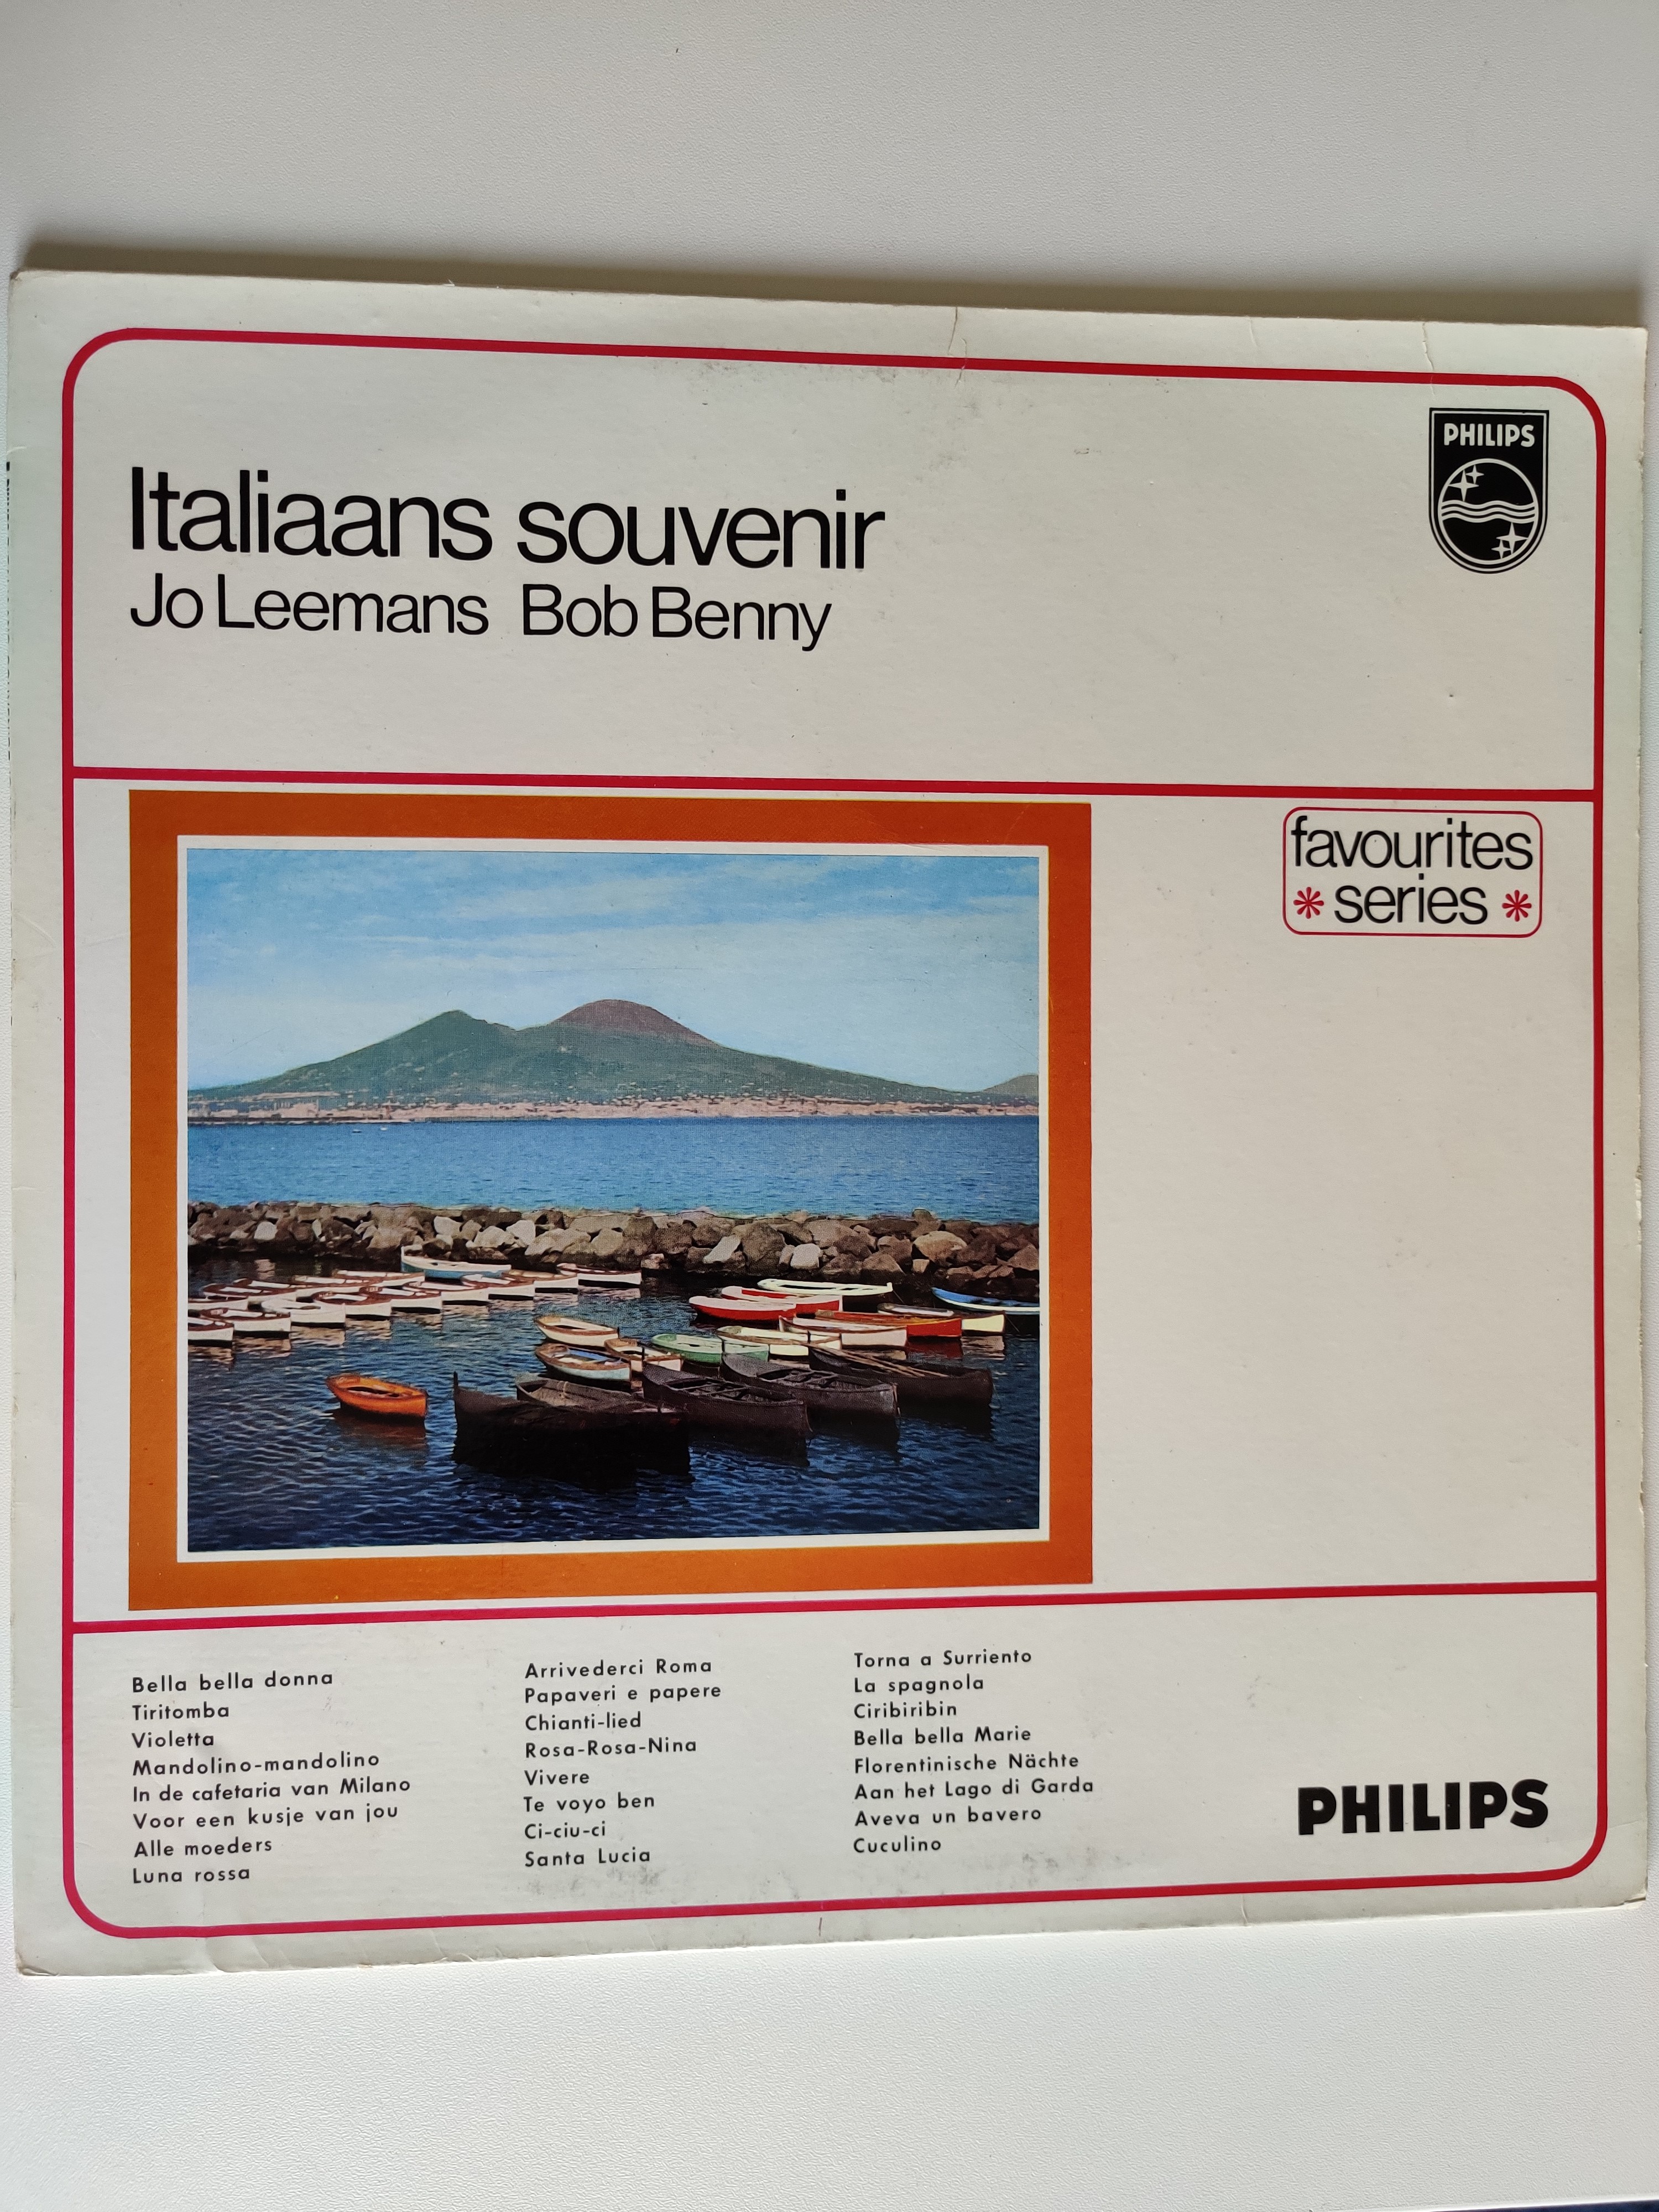 PHILIPS
Italiaans souvenir
Jo Leemans Bob Benny
favourites
* series *
Bella bella donna
Tiritomba
Violetta
Mandolino-mandolino
In de cafetaria van Milano
Voor een kusje van jou
Alle moeders
Luna rossa
Arrivederci Roma
Papaveri e papere
Chianti-lied
Rosa-Rosa-Nina
Vivere
Te voyo ben
Ci-ciu-ci
Santa Lucia
Torna a Surriento
La spagnola
Ciribiribin
Bella bella Marie
Florentinische Nächte
Aan het Lago di Garda
Aveva un bavero
Cuculino
PHILIPS